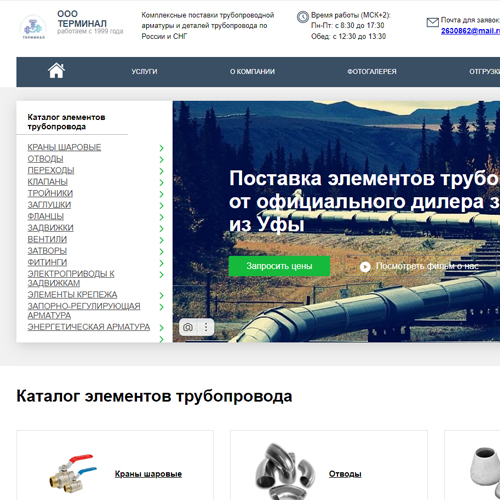 ООО
ТЕРМИНАЛ
работаем с 1999 года
ТЕРМИНАЛ
Комплексные поставки трубопроводной
арматуры и деталей трубопровода по
России и СНГ
Время работы (МСК+2):
Пн-Пт: с 8:30 до 17:30
Обед: с 12:30 до 13:30
Почта для заявок
2630862@mail.r
УСЛУГИ
О КОМПАНИИ
ФОТОГАЛЕРЕЯ
ОТГРУЗК
Каталог элементов
трубопровода
КРАНЫ ШАРОВЫЕ
ОТВОДЫ
ПЕРЕХОДЫ
КЛАПАНЫ
ТРОЙНИКИ
ЗАГЛУШКИ
ФЛАНЦЫ
ЗАДВИЖКИ
ВЕНТИЛИ
ЗАТВОРЫ
ФИТИНГИ
ЭЛЕКТРОПРИВОДЫ К
ЗАДВИЖКАМ
ЭЛЕМЕНТЫ КРЕПЕЖА
ЗАПОРНО-РЕГУЛИРУЮЩАЯ
АРМАТУРА
ЭНЕРГЕТИЧЕСКАЯ АРМАТУРА
Поставка элементов трубо
от официального дилера з
из Уфы
Запросить цены
Посмотреть фильм о нас
Каталог элементов трубопровода
Краны шаровые
Отводы